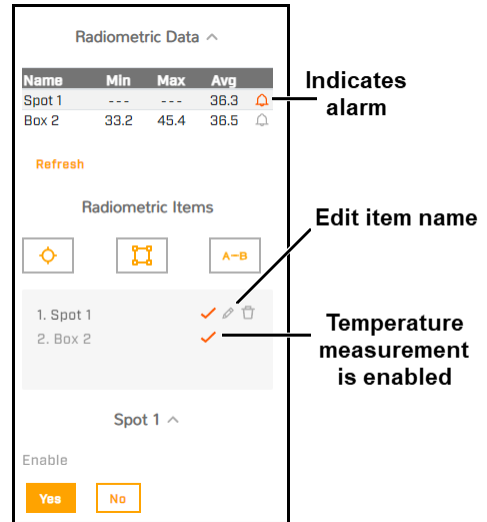 Radiometric Data
Name Min Max Avg
Spot 1 --- --- 36.3
Box 2 33.2 45.4 36.5
Indicates
alarm
Refresh
Radiometric Items
A-B
Edit item name
1. Spot 1
2. Box 2
Temperature
measurement
is enabled
Spot 1
Enable
Yes No